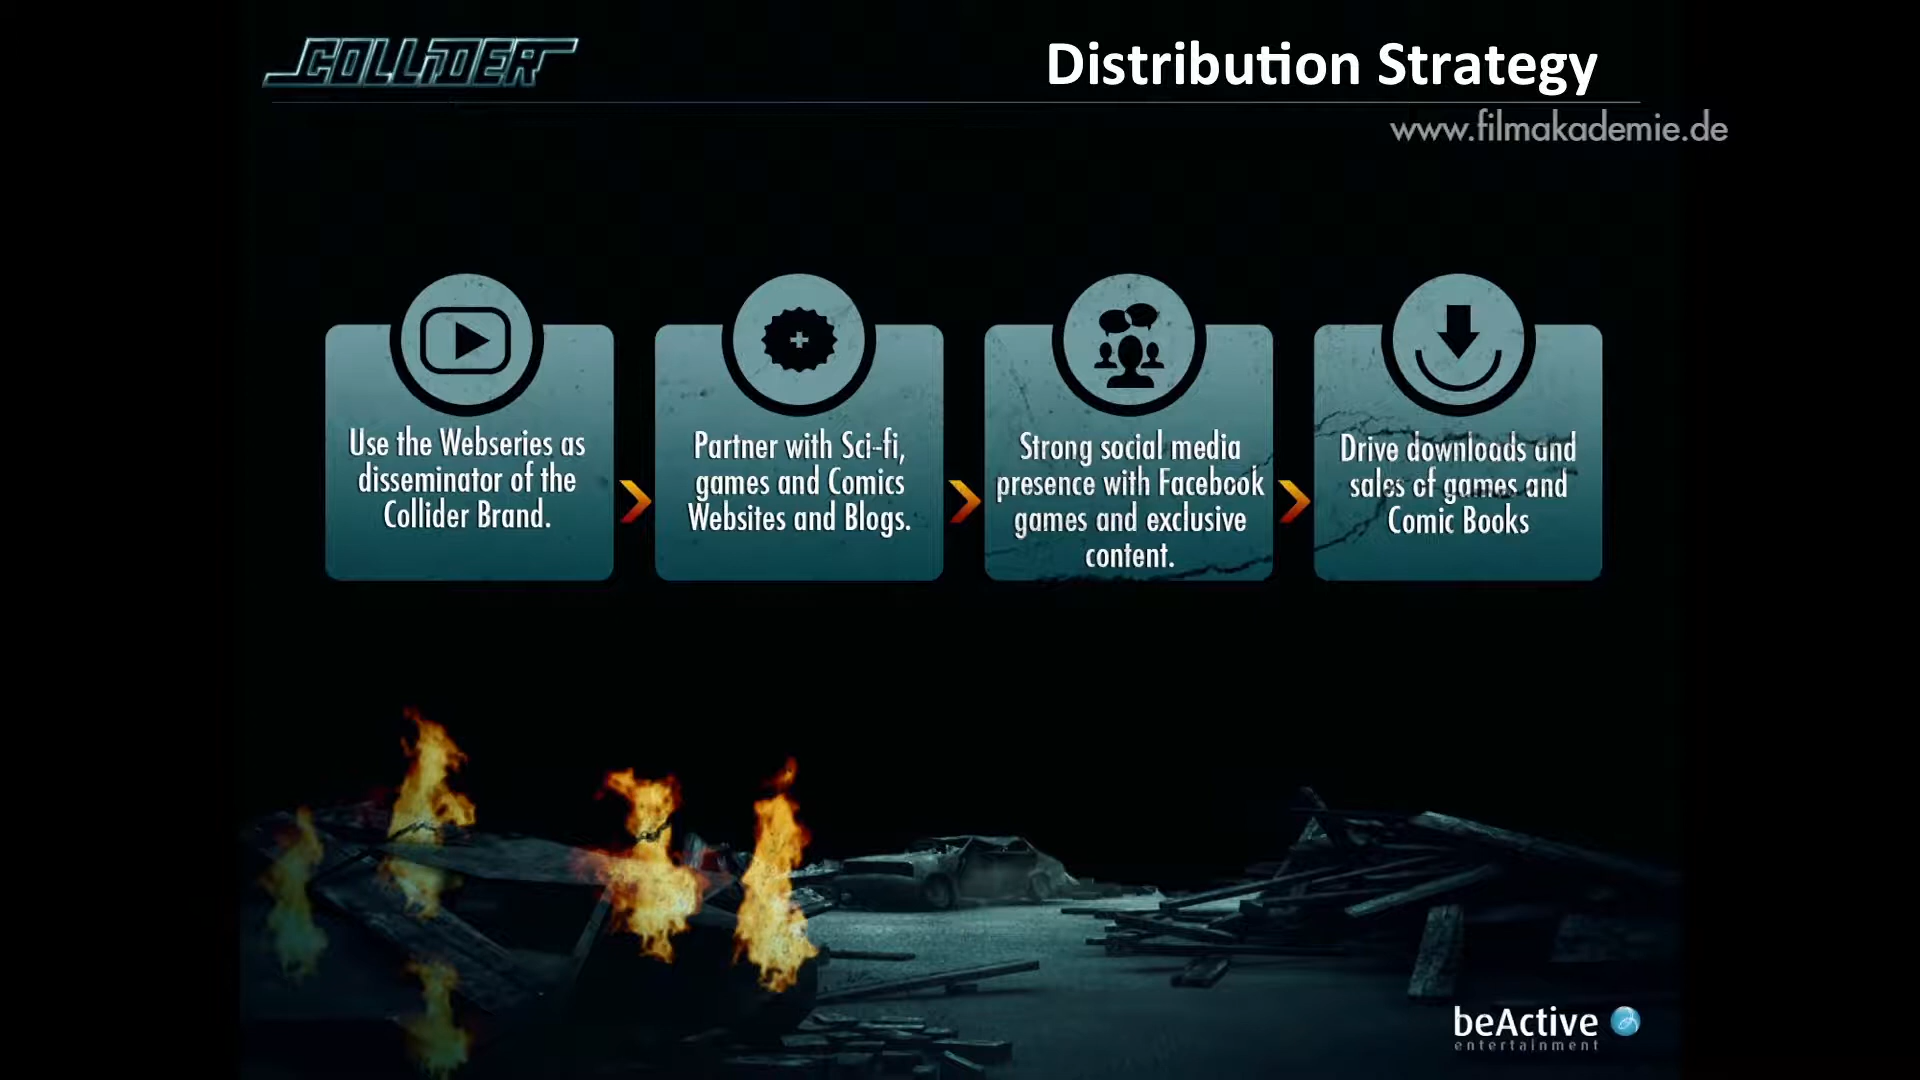 COLLIDER
Distribution Strategy
www.filmakademie.de
Use the Webseries as
disseminator of the
Collider Brand.
Partner with Sci-fi,
games and Comics
Websites and Blogs.
Strong social media
presence with Facebook
games and exclusive
content.
Drive downloads and
sales of games and
Comic Books
beActive
entertainment